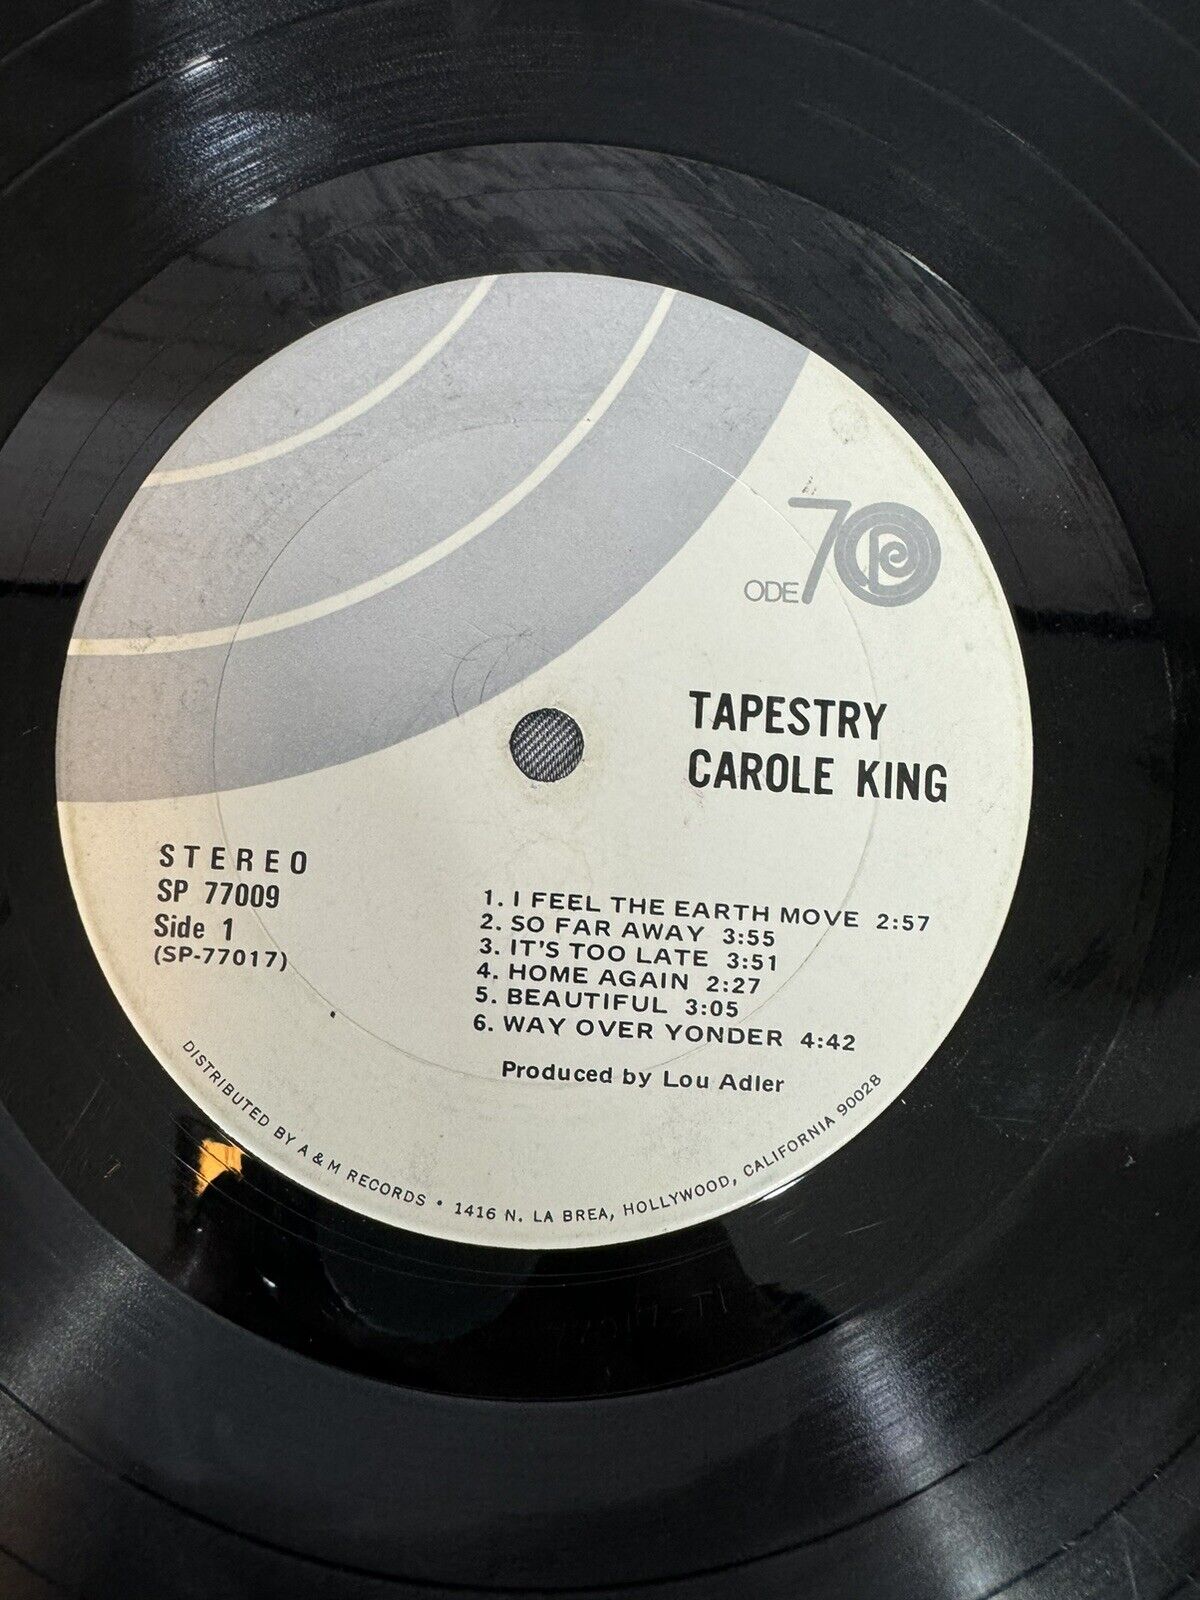 ODE 70
TAPESTRY
CAROLE KING
STEREO
SP 77009
Side 1
(SP-77017)
1. I FEEL THE EARTH MOVE 2:57
2. SO FAR AWAY 3:55
3. IT'S TOO LATE 3:51
4. HOME AGAIN 2:27
5. BEAUTIFUL 3:05
6. WAY OVER YONDER 4:42
Produced by Lou Adler
DISTRIBUTED BY A & M RECORDS • 1416 N. LA BREA, HOLLYWOOD, CALIFORNIA 90028